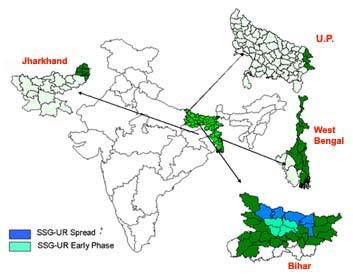 U.P.
Jharkhand
West
Bengal
SSG-UR Spread
SSG-UR Early Phase
Bihar